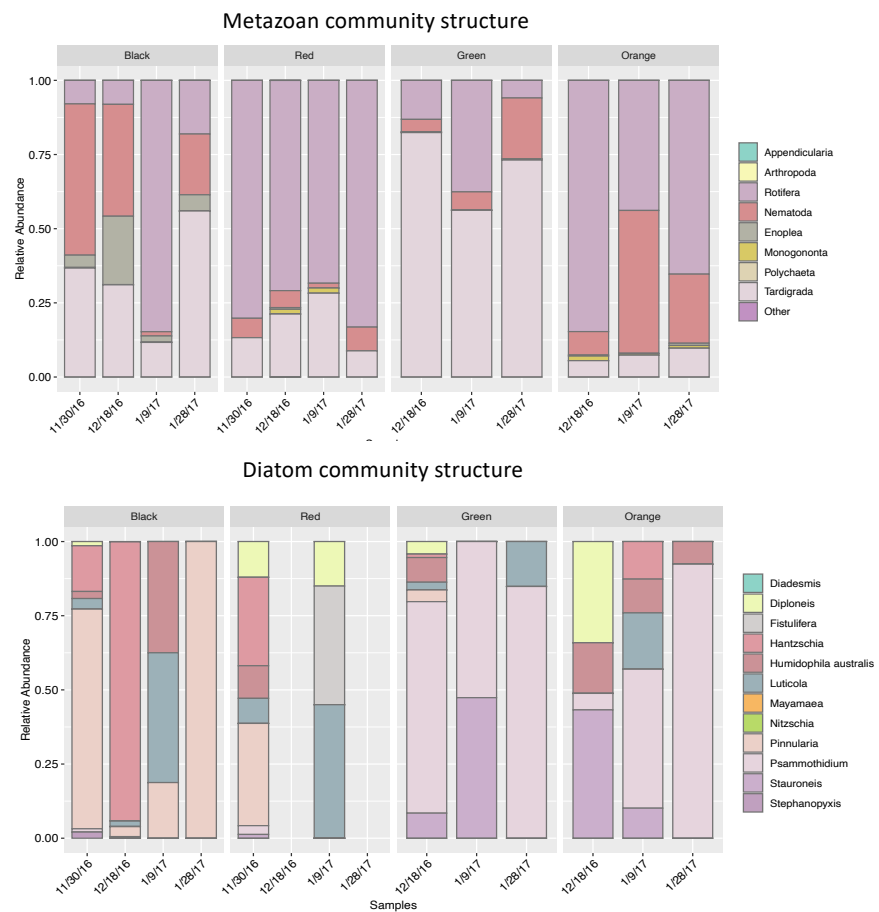 Metazoan community structure
Black Red Green Orange
1.00
0.75
0.50
0.25
0.00
Relative Abundance
11/30/16 12/18/16 1/9/17 1/28/17 11/30/16 12/18/16 1/9/17 1/28/17 12/18/16 1/9/17 1/28/17 12/18/16 1/9/17 1/28/17
Appendicularia
Arthropoda
Rotifera
Nematoda
Enoplea
Monogononta
Polychaeta
Tardigrada
Other
Diatom community structure
Black Red Green Orange
1.00
0.75
0.50
0.25
0.00
Relative Abundance
11/30/16 12/18/16 1/9/17 1/28/17 11/30/16 12/18/16 1/9/17 1/28/17 12/18/16 1/9/17 1/28/17 12/18/16 1/9/17 1/28/17
Samples
Diadesmis
Diploneis
Fistulifera
Hantzschia
Humidophila australis
Luticola
Mayamaea
Nitzschia
Pinnularia
Psammothidium
Stauroneis
Stephanopyxis